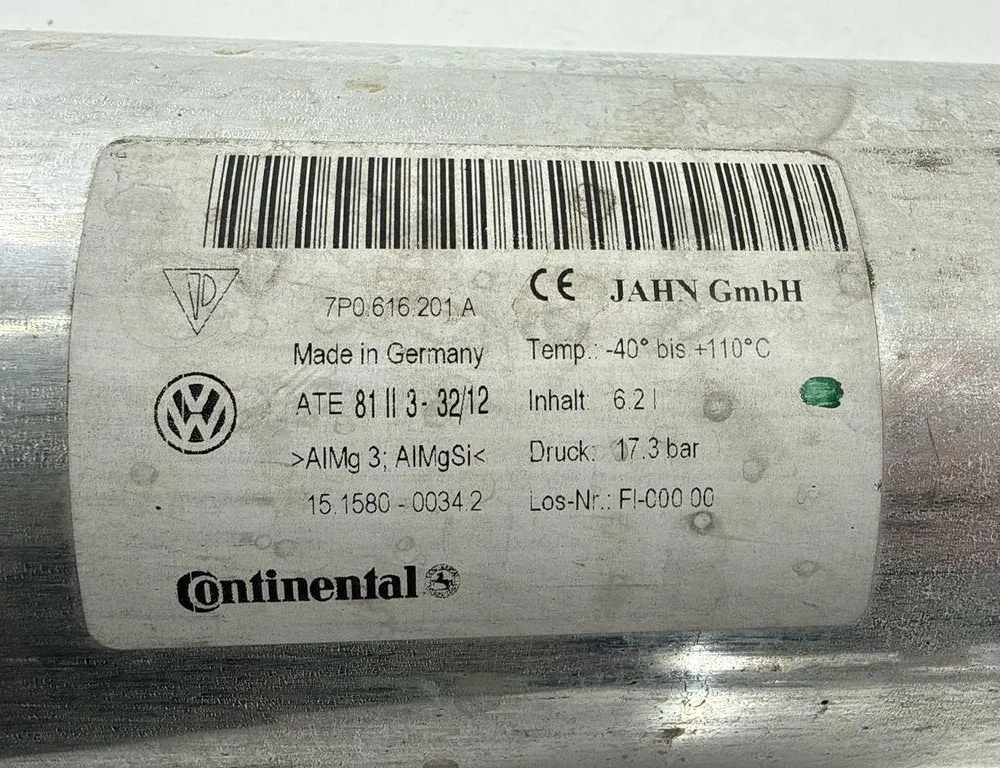 CE JAHN GmbH
7P0.616.201 A
Made in Germany
Temp.: -40° bis +110°C
ATE 81 II 3 - 32/12
Inhalt: 6.2 l
>AlMg 3; AlMgSi<
Druck: 17.3 bar
15.1580 - 0034.2
Los-Nr.: FI-000 00
VW
Continental